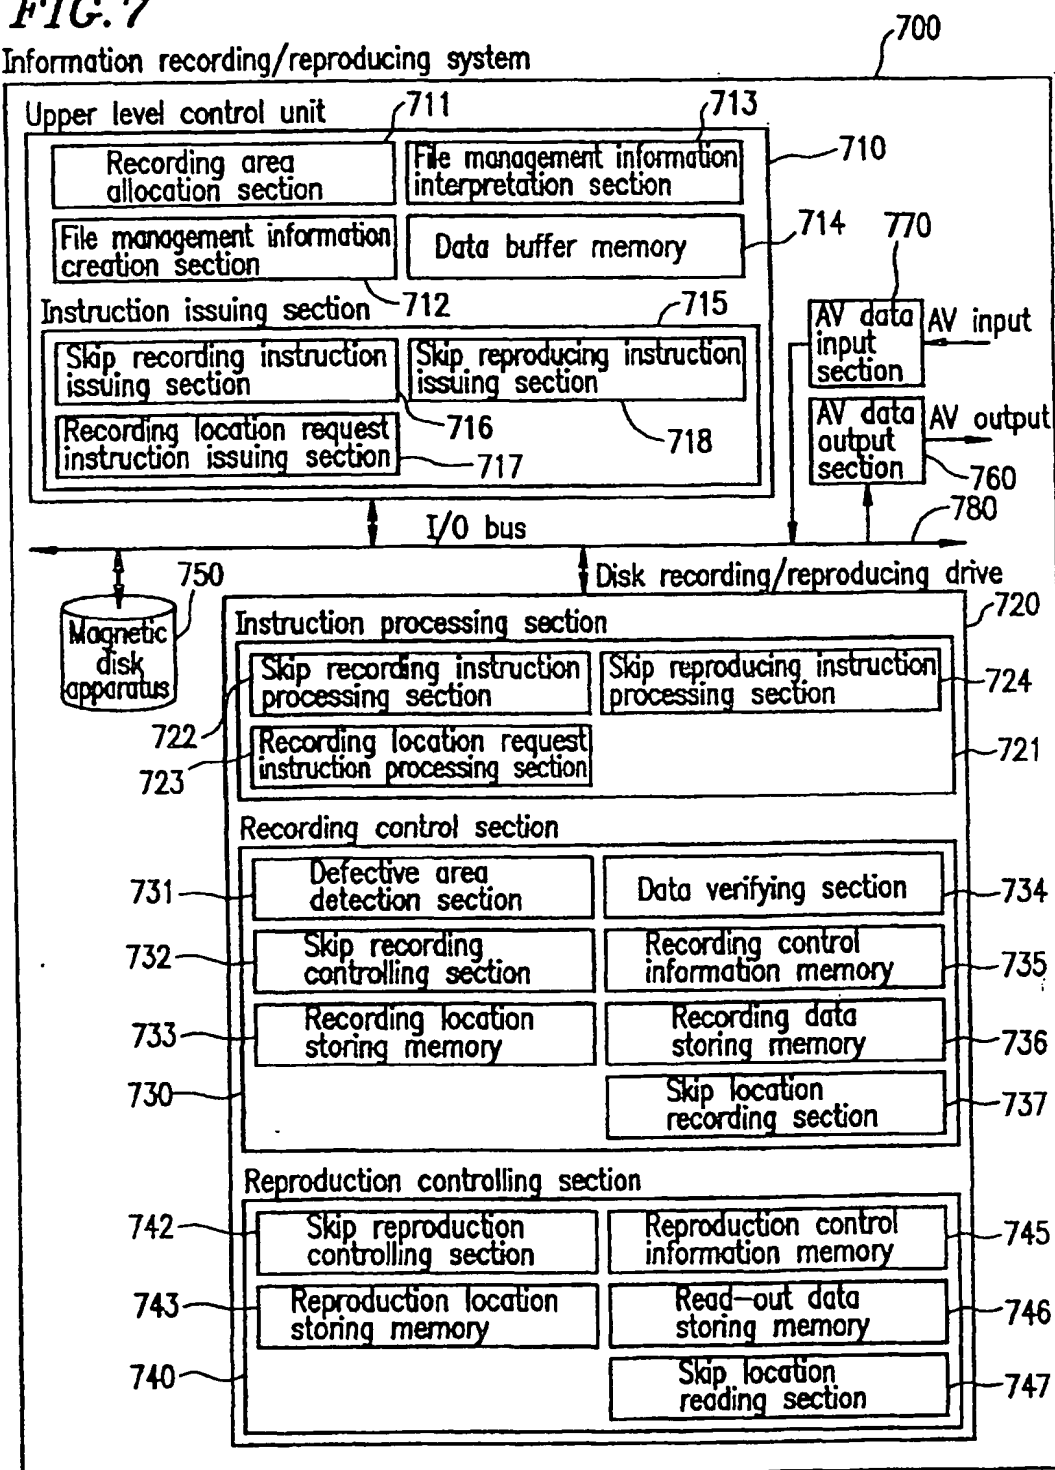 FIG. 7
Information recording/reproducing system
700
Upper level control unit
711
713
710
Recording area
allocation section
File management information
interpretation section
File management information
creation section
Data buffer memory
714
770
Instruction issuing section
712
715
Skip recording instruction
issuing section
Skip reproducing instruction
issuing section
AV data
input
section
AV input
716
718
Recording location request
instruction issuing section
717
AV data
output
section
AV output
760
780
I/O bus
750
Disk recording/reproducing drive
720
Magnetic
disk
apparatus
Instruction processing section
Skip recording instruction
processing section
Skip reproducing instruction
processing section
724
722
723
Recording location request
instruction processing section
721
Recording control section
731
Defective area
detection section
Data verifying section
734
732
Skip recording
controlling section
Recording control
information memory
735
733
Recording location
storing memory
Recording data
storing memory
736
730
Skip location
recording section
737
Reproduction controlling section
742
Skip reproduction
controlling section
Reproduction control
information memory
745
743
Reproduction location
storing memory
Read-out data
storing memory
746
740
Skip location
reading section
747